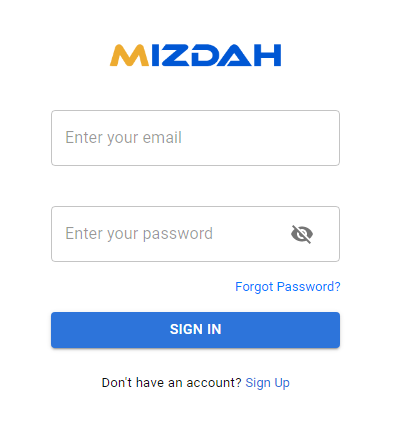 MIZDAH
Enter your email
Enter your password
Forgot Password?
SIGN IN
Don't have an account? Sign Up